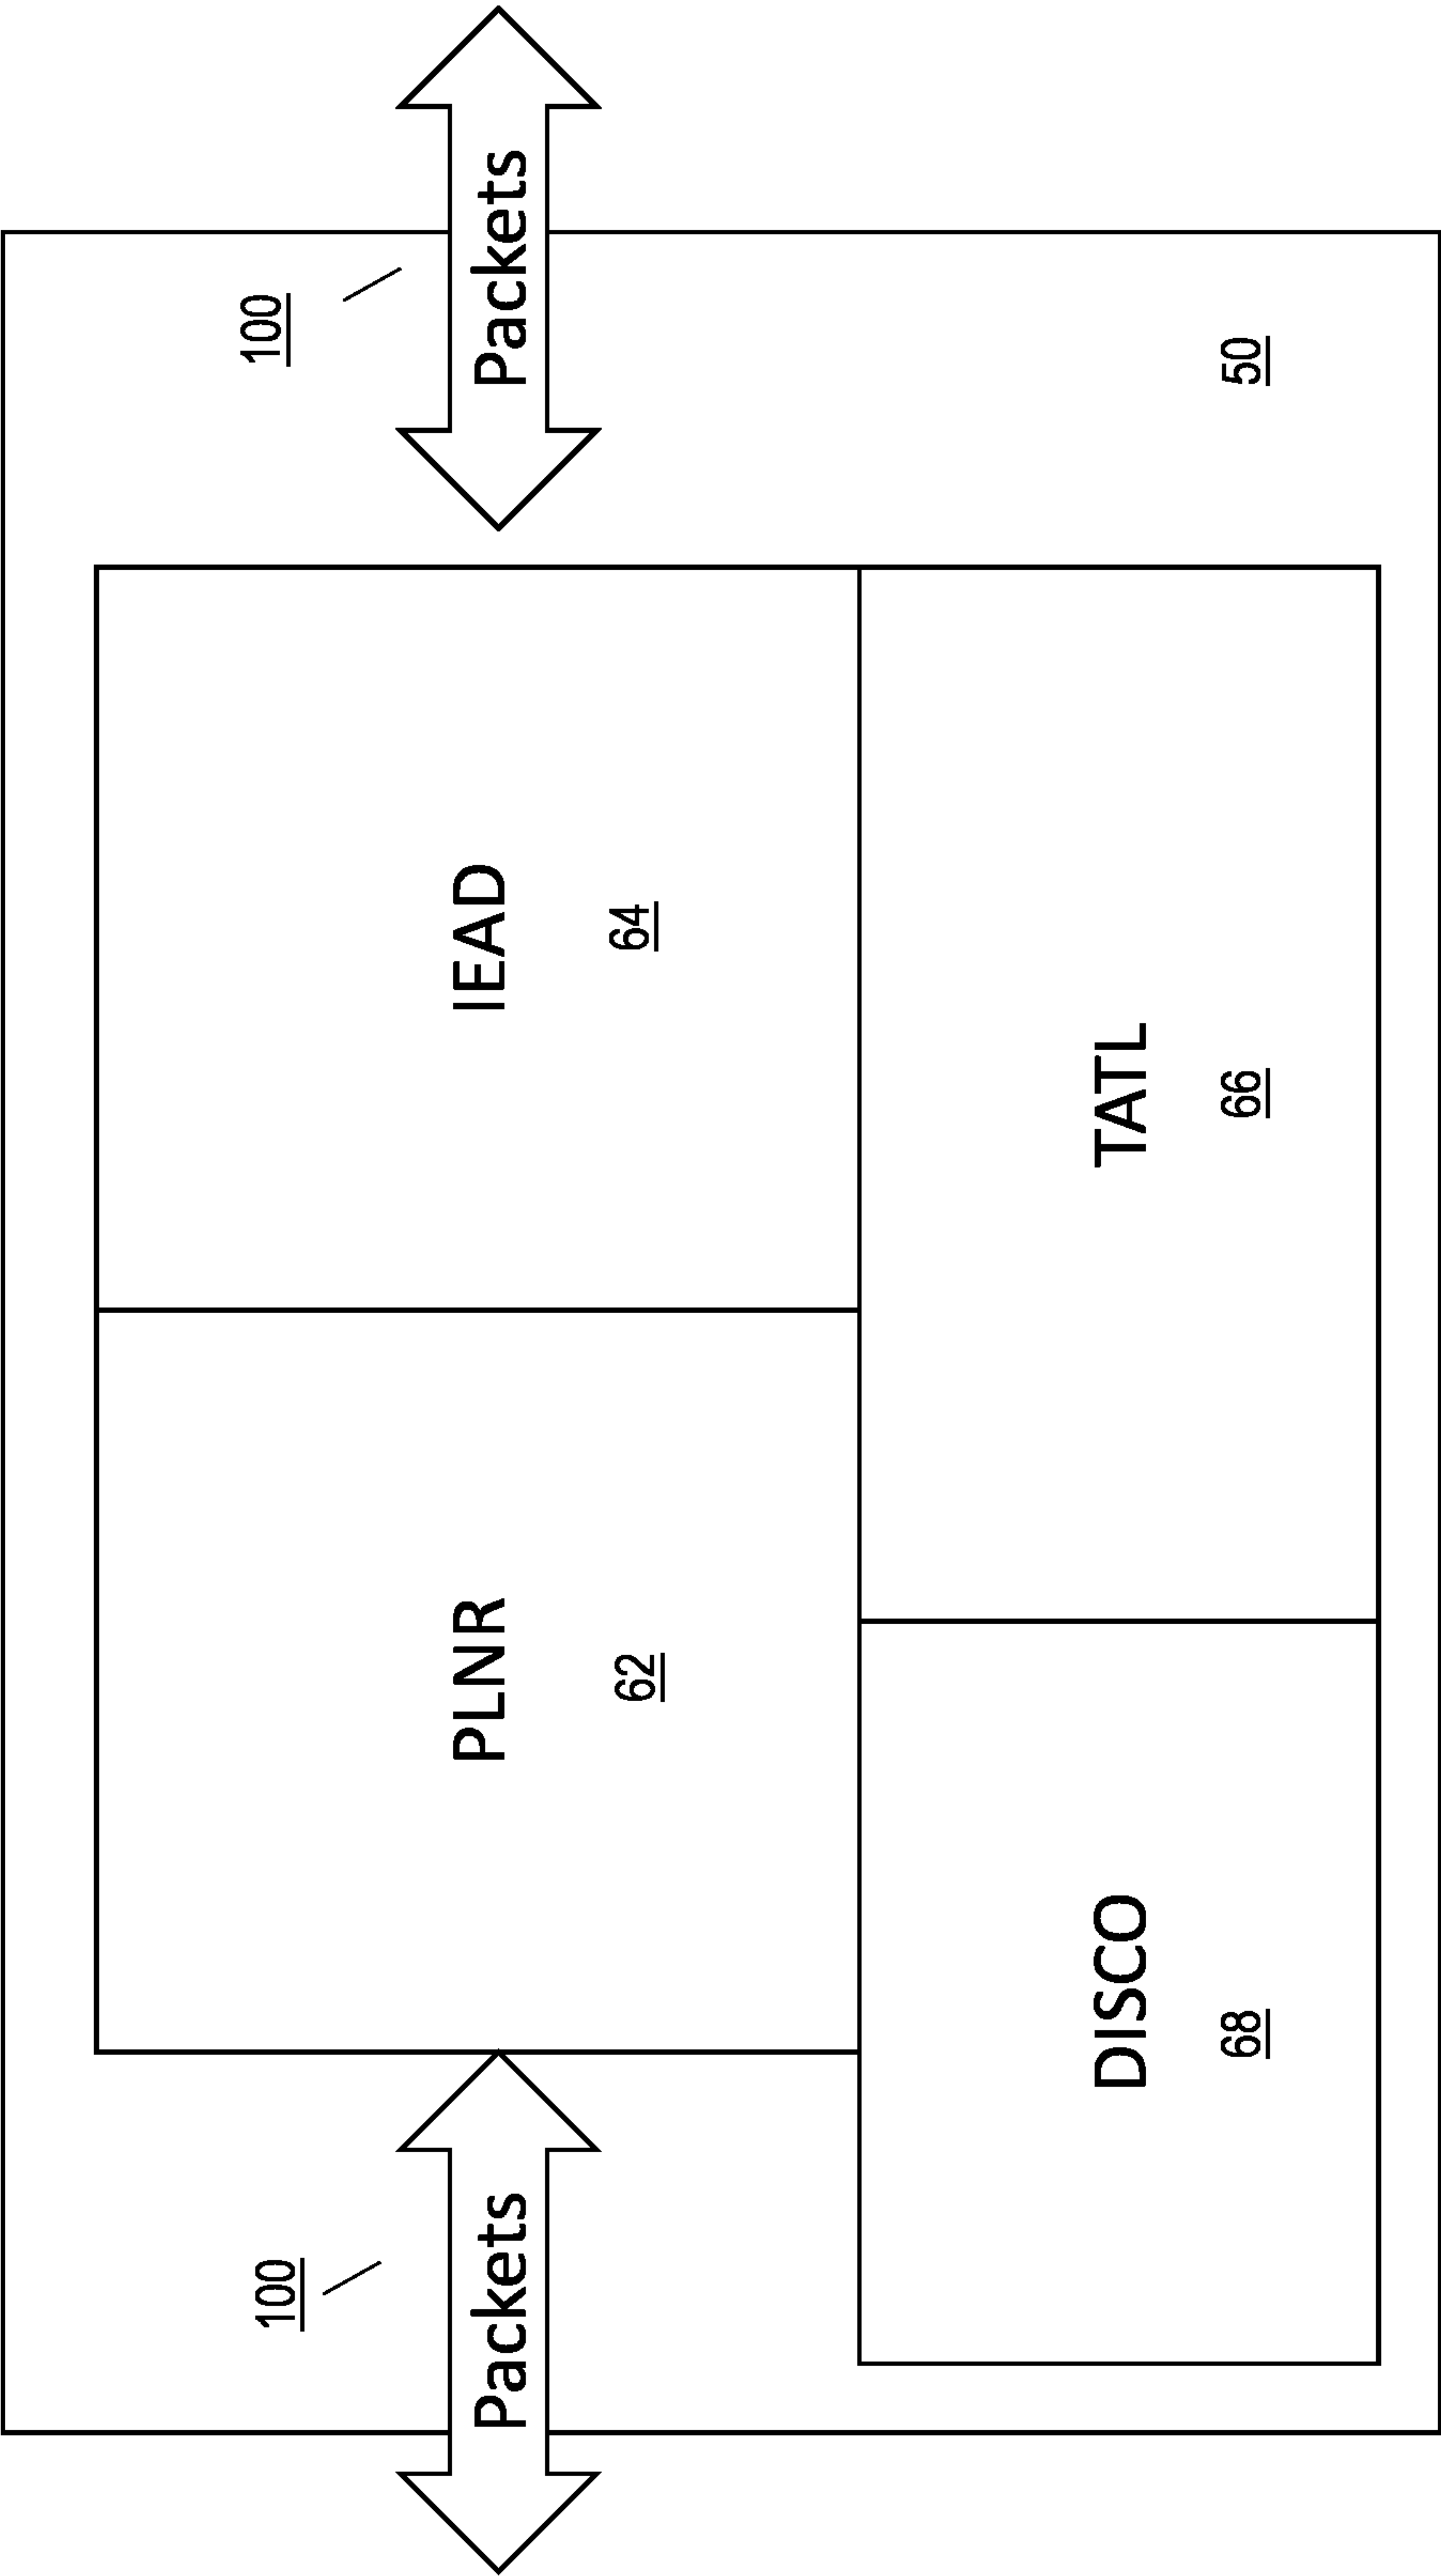 100
100
Packets
PLNR
IEAD
Packets
62
64
DISCO
TATL
68
66
50